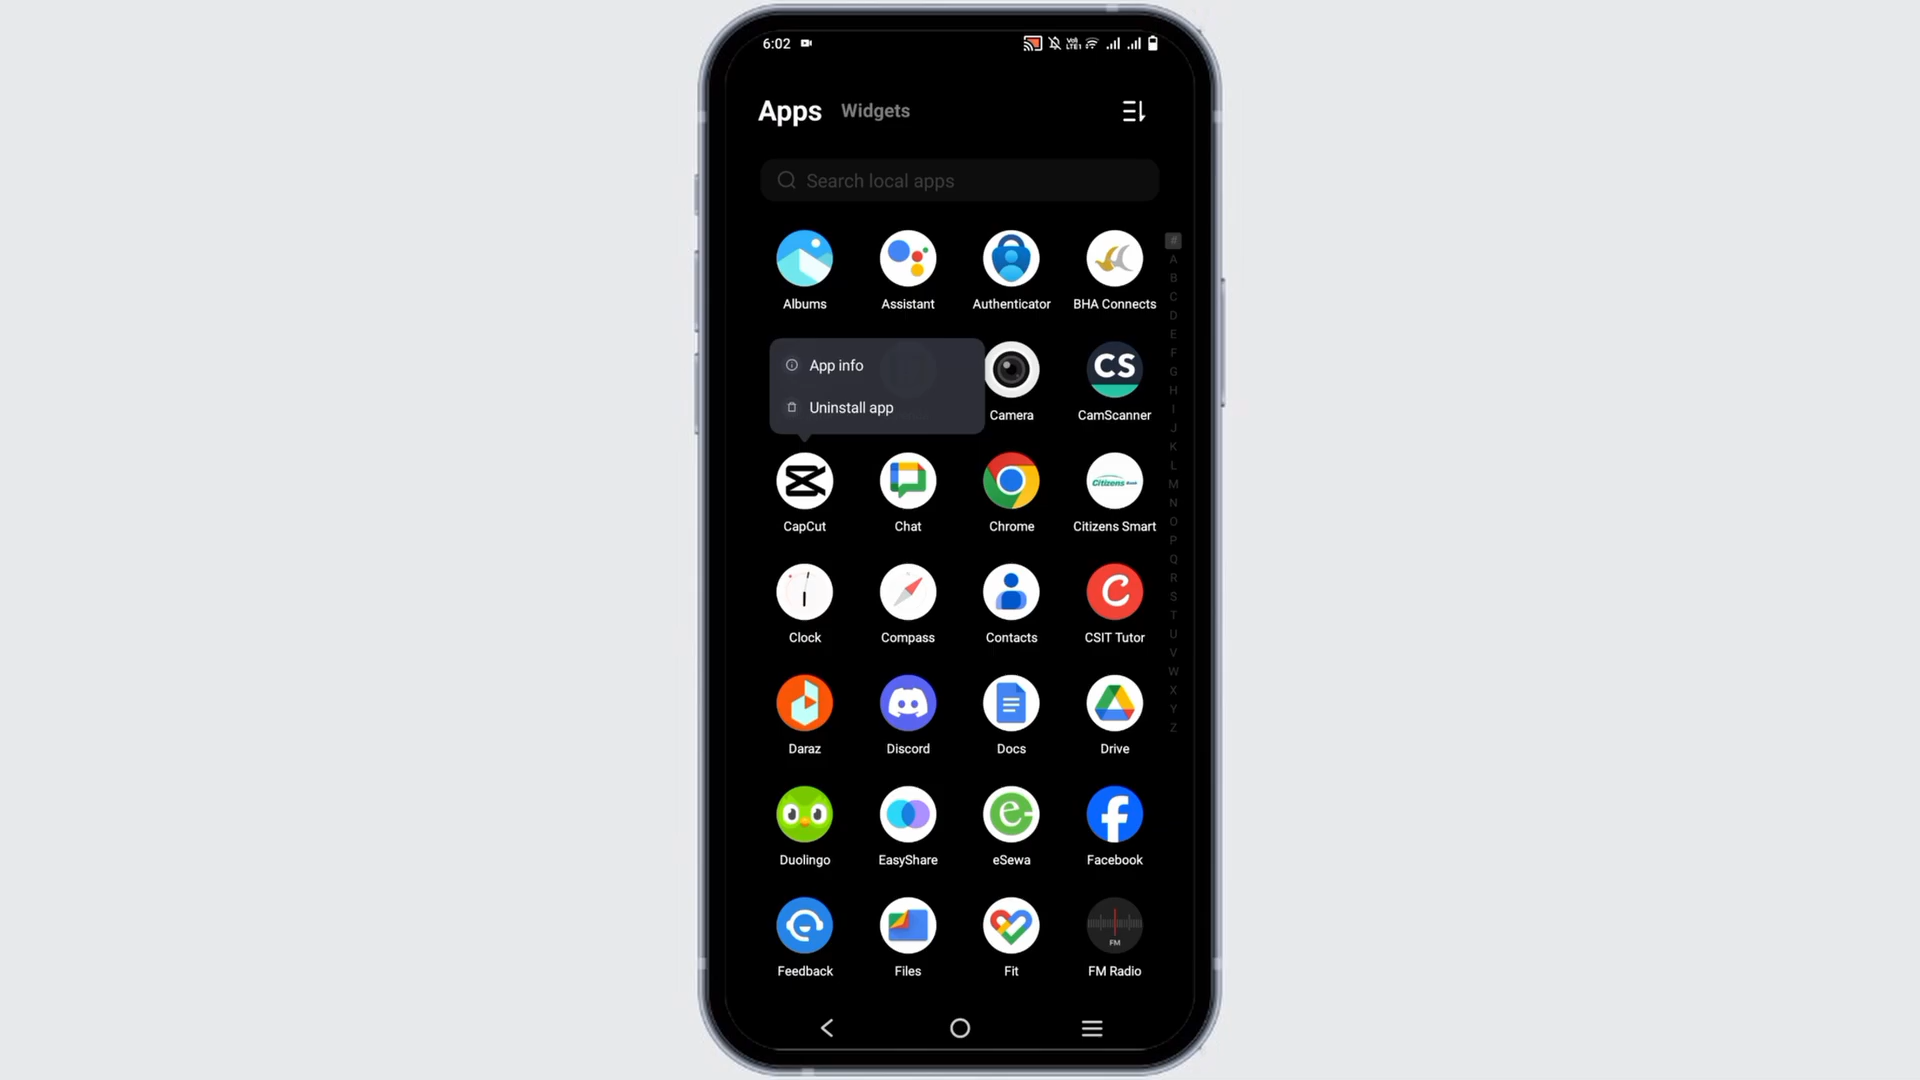 6:02
Apps Widgets
Search local apps
Albums Assistant Authenticator BHA Connects
#
A
B
C
D
E
F
G
H
I
J
K
L
M
N
O
P
Q
R
S
T
U
V
W
X
Y
Z
App info
Uninstall app
CS
Camera CamScanner
Citizens Bank
CapCut Chat Chrome Citizens Smart
C
Clock Compass Contacts CSIT Tutor
Daraz Discord Docs Drive
Duolingo EasyShare eSewa Facebook
FM
Feedback Files Fit FM Radio